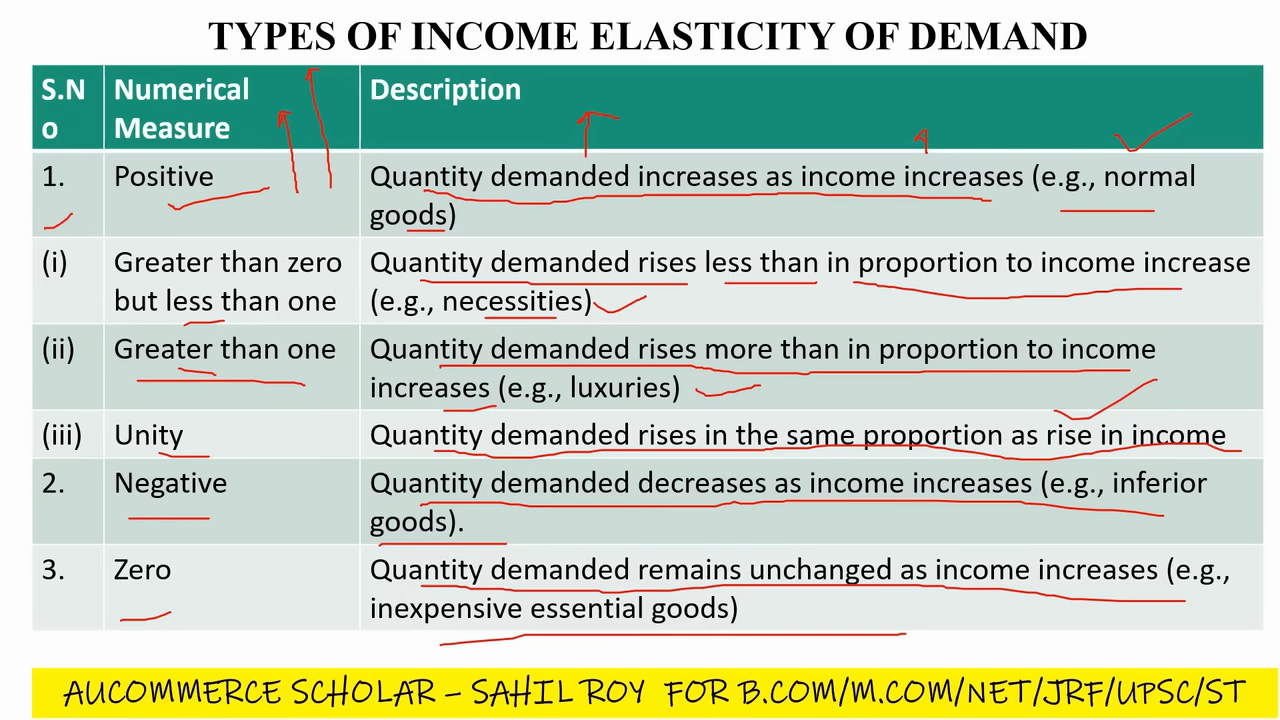 TYPES OF INCOME ELASTICITY OF DEMAND
S.N
o
Numerical
Measure
Description
1.
Positive
Quantity demanded increases as income increases (e.g., normal
goods)
(i)
Greater than zero
but less than one
Quantity demanded rises less than in proportion to income increase
(e.g., necessities)
(ii)
Greater than one
Quantity demanded rises more than in proportion to income
increases (e.g., luxuries)
(iii)
Unity
Quantity demanded rises in the same proportion as rise in income
2.
Negative
Quantity demanded decreases as income increases (e.g., inferior
goods).
3.
Zero
Quantity demanded remains unchanged as income increases (e.g.,
inexpensive essential goods)
AUCOMMERCE SCHOLAR – SAHIL ROY FOR B.COM/M.COM/NET/JRF/UPSC/ST